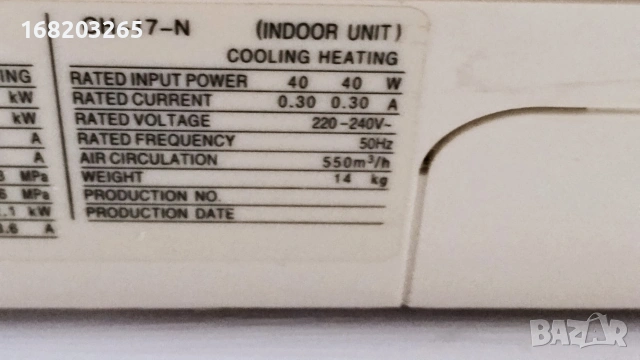 168203265
(INDOOR UNIT)
COOLING HEATING
RATED INPUT POWER 40 40 W
RATED CURRENT 0.30 0.30 A
RATED VOLTAGE 220-240V~
RATED FREQUENCY 50Hz
AIR CIRCULATION 550m³/h
WEIGHT 14 kg
PRODUCTION NO.
PRODUCTION DATE
kW
kW
A
A
MPa
MPa
kW
A
BAZAR.BG